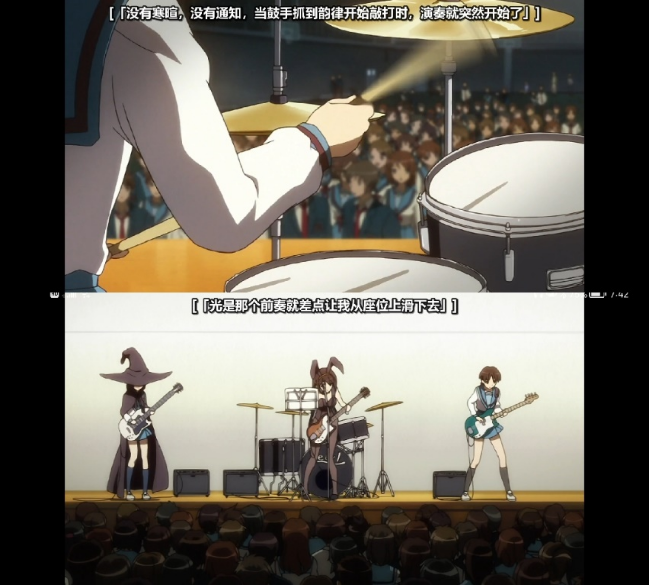 [「没有寒暄，没有通知，当鼓手抓到韵律开始敲打时，演奏就突然开始了」]
7:42
[「光是那个前奏就差点让我从座位上滑下去」]